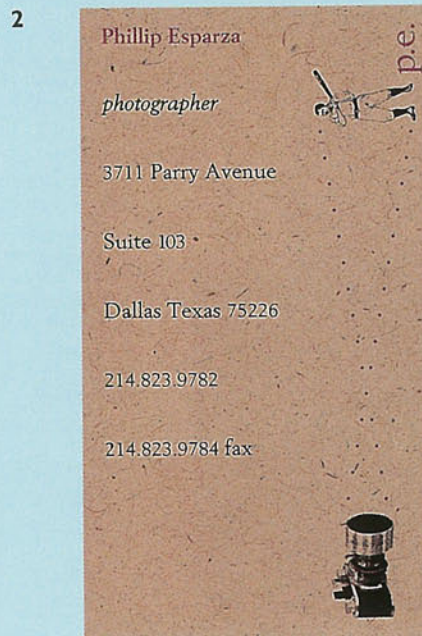 2
Phillip Esparza
p.e.
photographer
3711 Parry Avenue
Suite 103
Dallas Texas 75226
214.823.9782
214.823.9784 fax